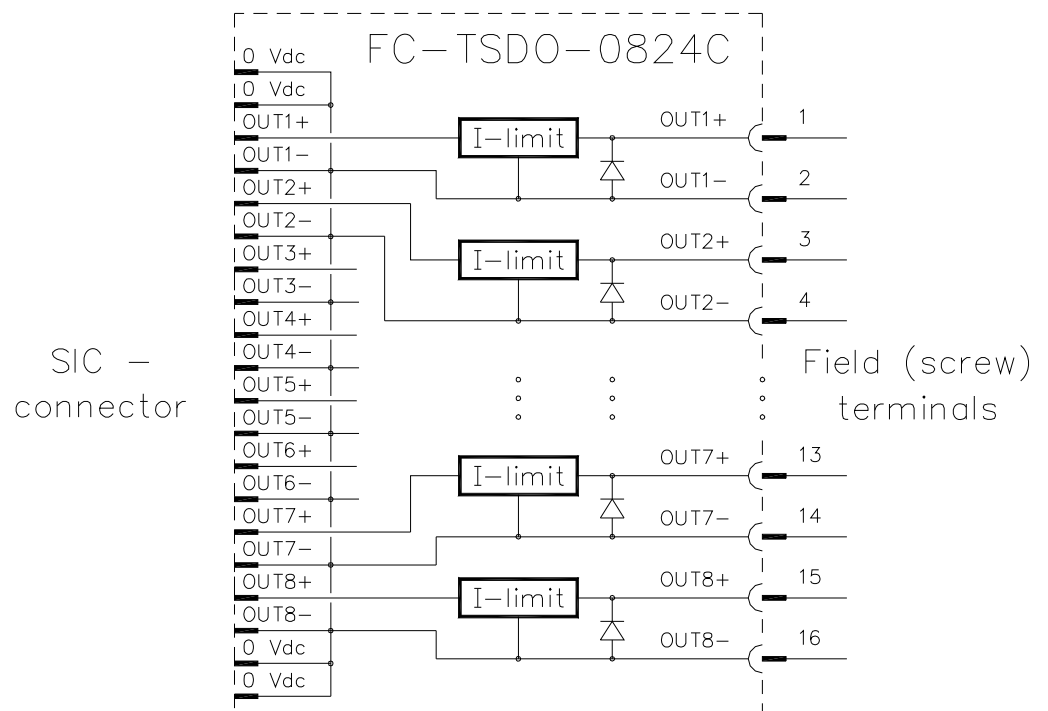 FC-TSDO-0824C
0 Vdc
0 Vdc
OUT1+
OUT1-
OUT2+
OUT2-
OUT3+
OUT3-
OUT4+
OUT4-
OUT5+
OUT5-
OUT6+
OUT6-
OUT7+
OUT7-
OUT8+
OUT8-
0 Vdc
0 Vdc
SIC -
connector
I-limit
OUT1+
1
OUT1-
2
I-limit
OUT2+
3
OUT2-
4
I-limit
OUT7+
13
OUT7-
14
I-limit
OUT8+
15
OUT8-
16
Field (screw)
terminals